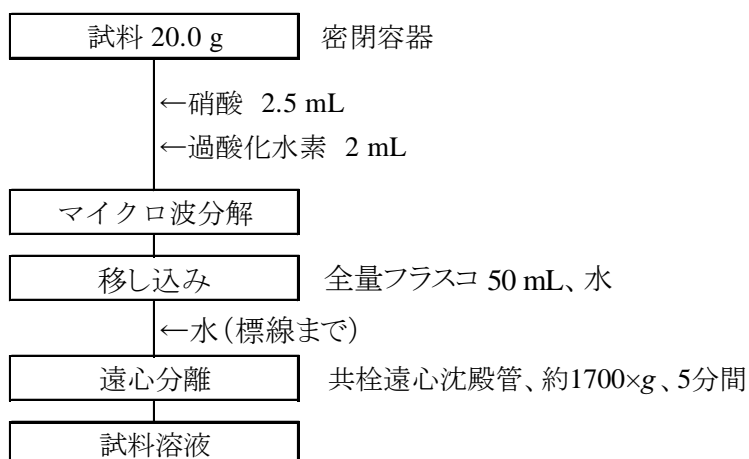 試料 20.0 g 密閉容器
←硝酸 2.5 mL
←過酸化水素 2 mL
マイクロ波分解
移し込み 全量フラスコ 50 mL、水
←水(標線まで)
遠心分離 共栓遠心沈殿管、約1700×g、5分間
試料溶液